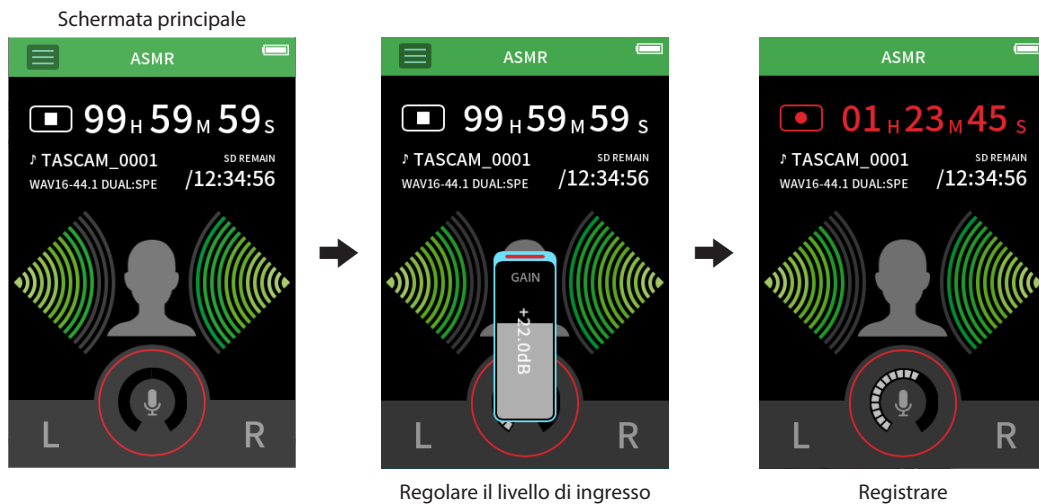 Schermata principale
ASMR
99H59M59s
♪ TASCAM_0001
SD REMAIN
WAV16-44.1 DUAL:SPE
/12:34:56
L R
ASMR
99H59M59s
♪ TASCAM_0001
SD REMAIN
WAV16-44.1 DUAL:SPE
/12:34:56
GAIN
+22.0dB
L R
Regolare il livello di ingresso
ASMR
01H23M45s
♪ TASCAM_0001
SD REMAIN
WAV16-44.1 DUAL:SPE
/12:34:56
L R
Registrare